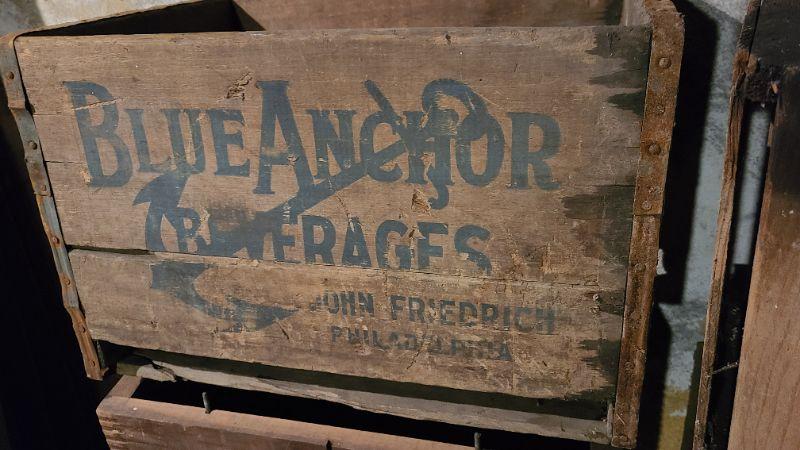 BLUE ANCHOR
BEVERAGES
JOHN FRIEDRICH
PHILADELPHIA